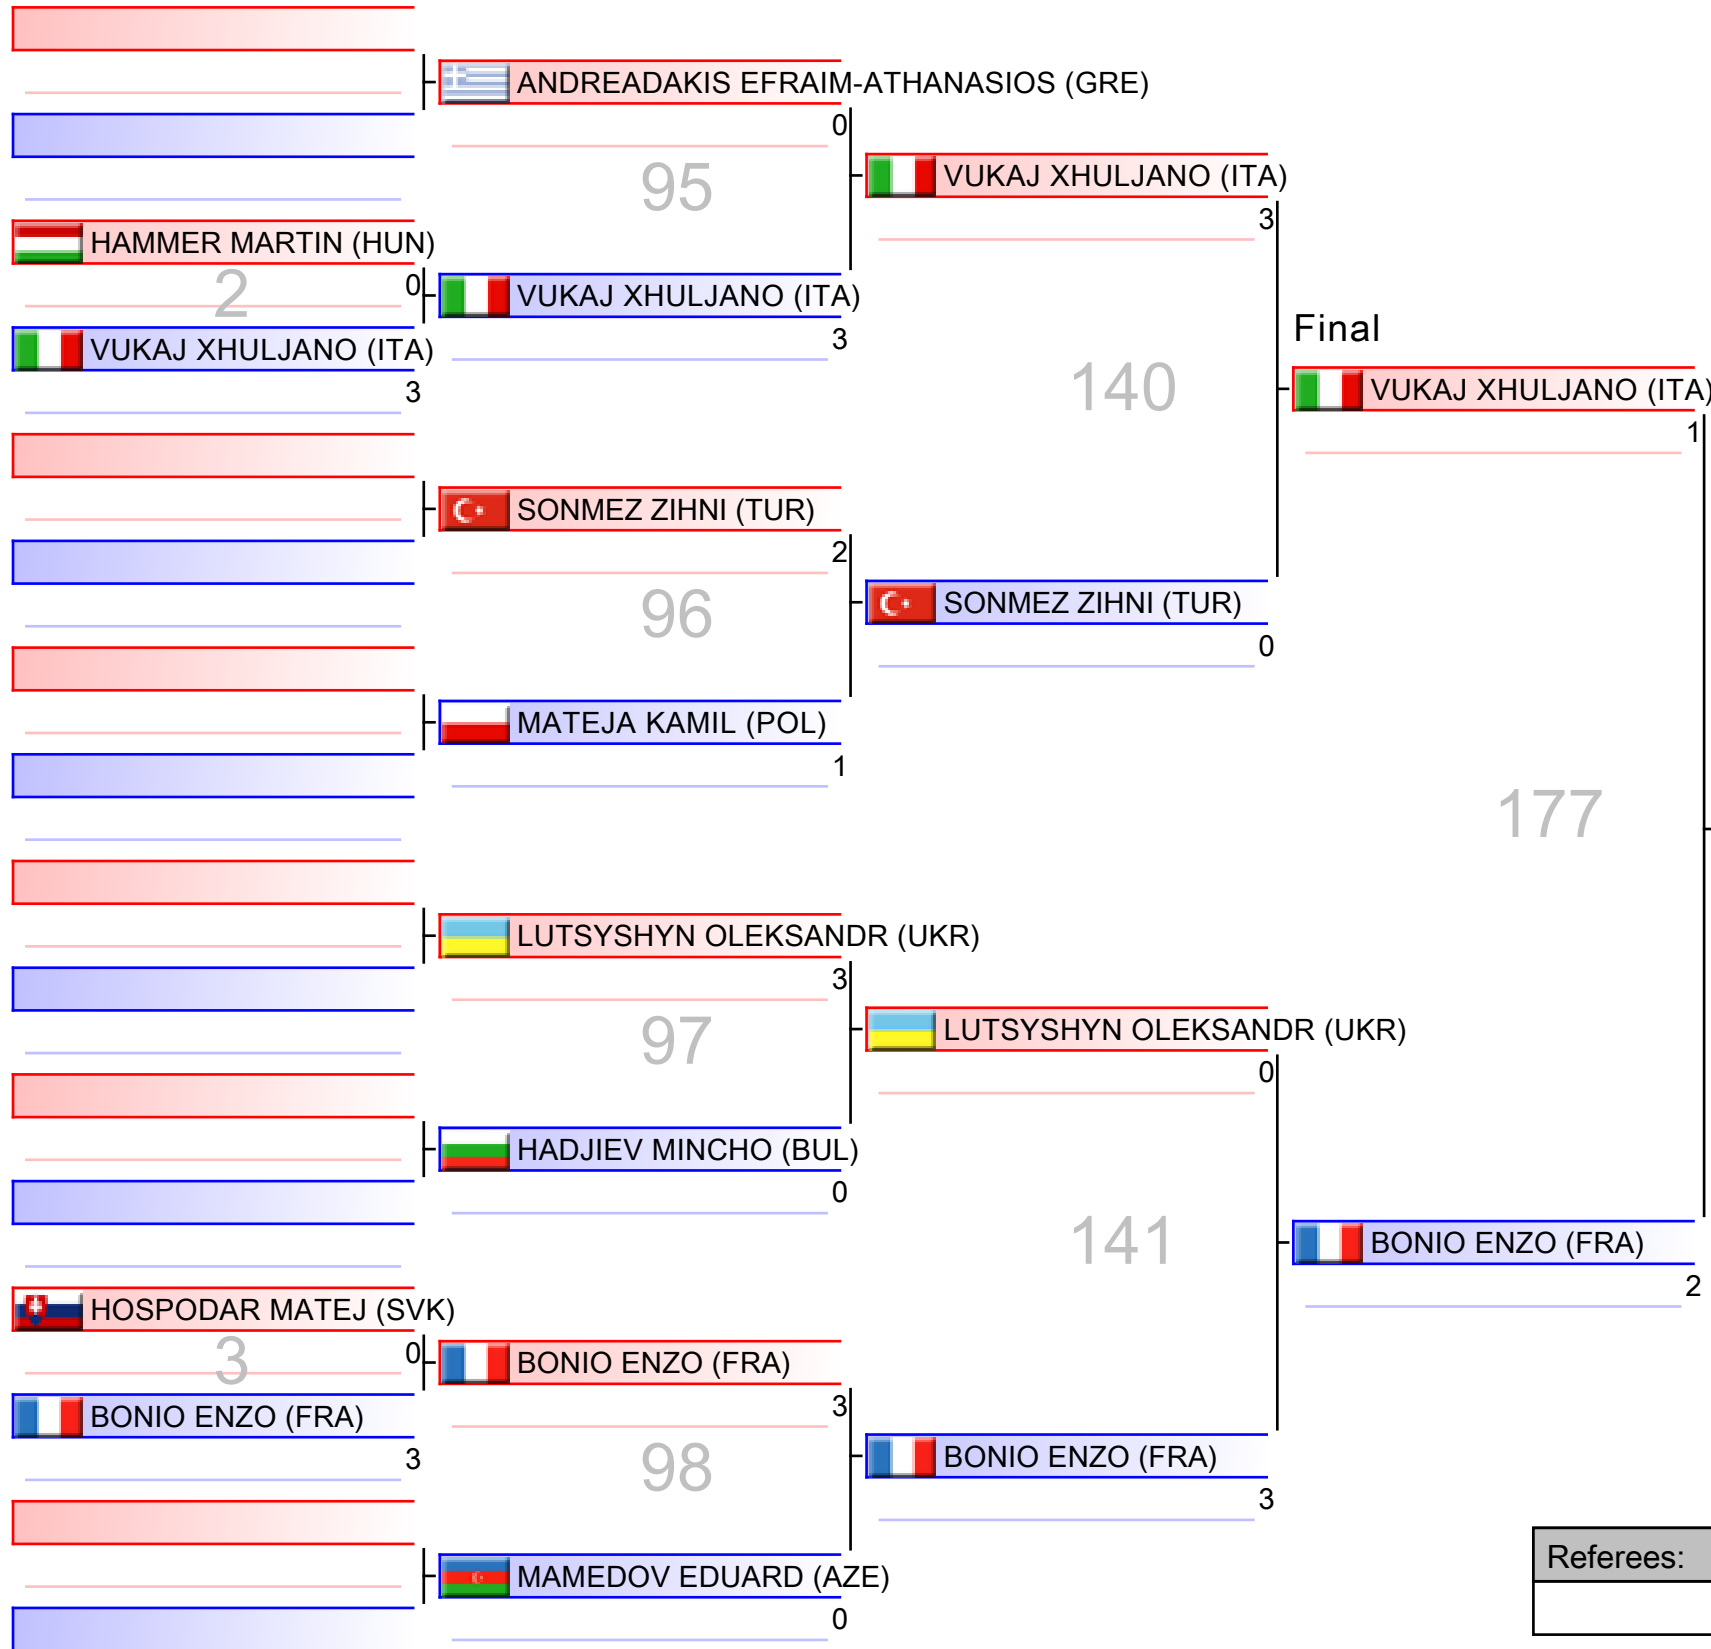 ANDREADAKIS EFRAIM-ATHANASIOS (GRE)
0
95
VUKAJ XHULJANO (ITA)
3
HAMMER MARTIN (HUN)
0
2
VUKAJ XHULJANO (ITA)
3
VUKAJ XHULJANO (ITA)
3
140
Final
VUKAJ XHULJANO (ITA)
1
SONMEZ ZIHNI (TUR)
2
96
SONMEZ ZIHNI (TUR)
0
MATEJA KAMIL (POL)
1
177
LUTSYSHYN OLEKSANDR (UKR)
3
97
LUTSYSHYN OLEKSANDR (UKR)
0
HADJIEV MINCHO (BUL)
0
141
BONIO ENZO (FRA)
2
HOSPODAR MATEJ (SVK)
0
3
BONIO ENZO (FRA)
3
BONIO ENZO (FRA)
3
98
BONIO ENZO (FRA)
3
MAMEDOV EDUARD (AZE)
0
Referees: